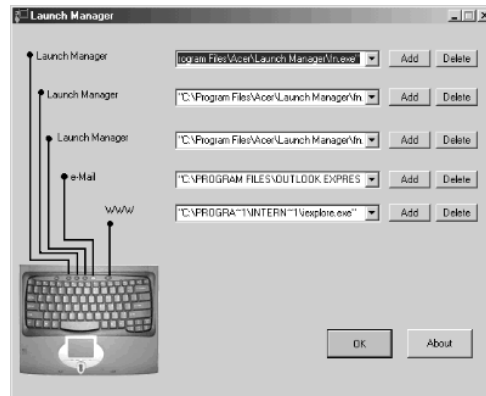 Launch Manager
Launch Manager rogram Files\Acer\Launch Manager\fn.exe" Add Delete
Launch Manager "C:\Program Files\Acer\Launch Manager\fn. Add Delete
Launch Manager "C:\Program Files\Acer\Launch Manager\fn. Add Delete
e-Mail "C:\PROGRAM FILES\OUTLOOK EXPRES Add Delete
WWW "C:\PROGRA~1\INTERN~1\iexplore.exe" Add Delete
OK About